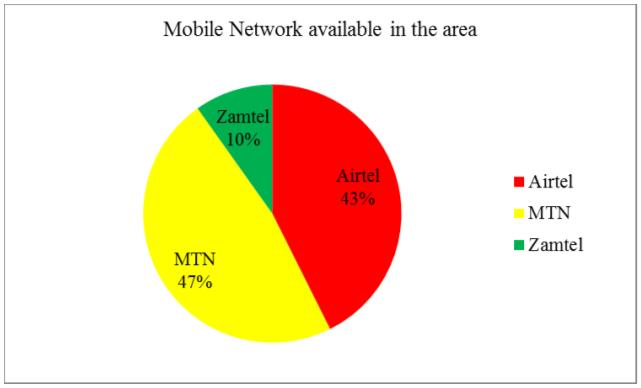 Mobile Network available in the area
Zamtel
10%
Airtel
43%
MTN
47%
Airtel
MTN
Zamtel